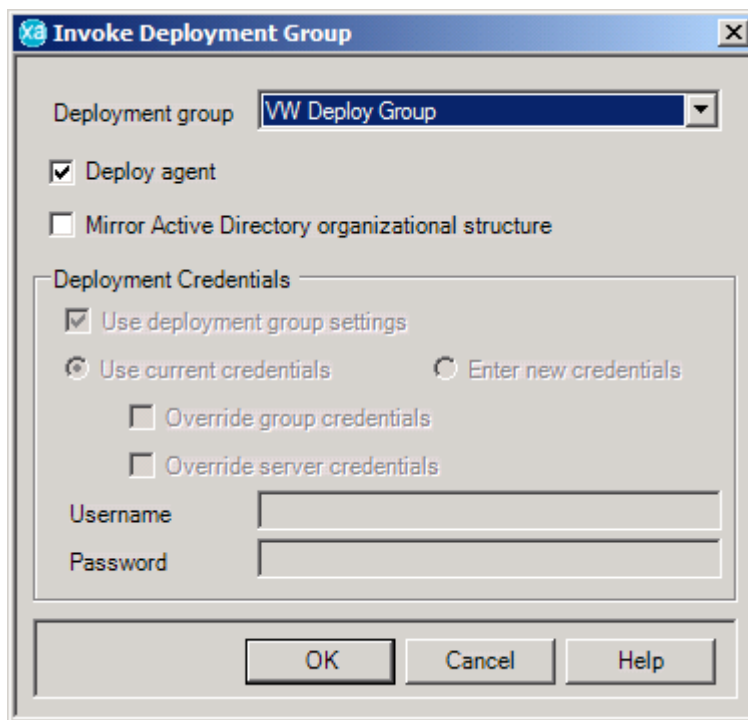 xa Invoke Deployment Group
Deployment group VW Deploy Group
Deploy agent
Mirror Active Directory organizational structure
Deployment Credentials
Use deployment group settings
Use current credentials Enter new credentials
Override group credentials
Override server credentials
Username
Password
OK Cancel Help